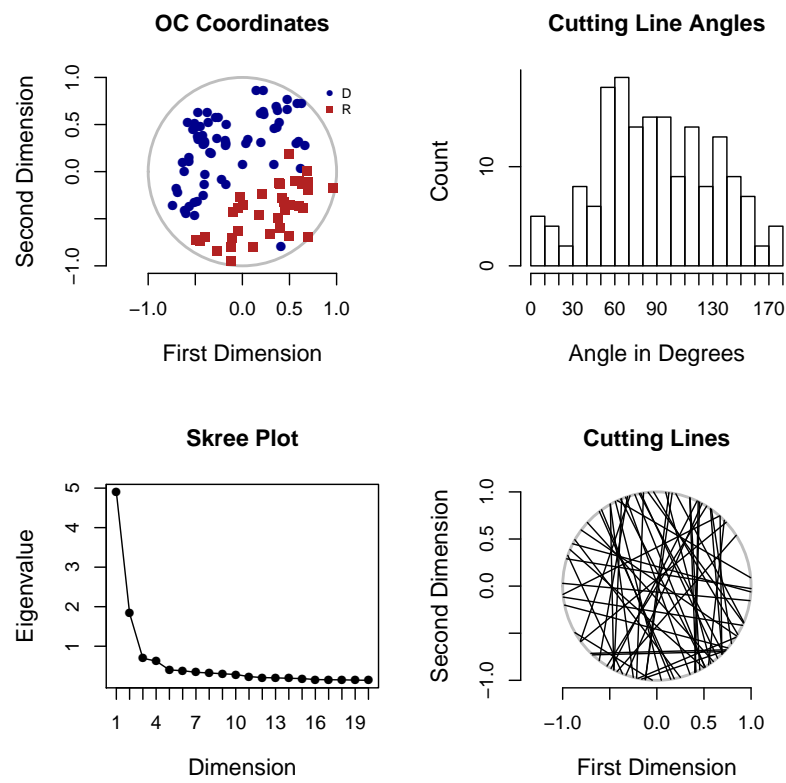 OC Coordinates
Second Dimension
1.0
0.5
0.0
−1.0
D
R
−1.0
0.0
0.5
1.0
First Dimension
Cutting Line Angles
Count
10
0
0
30
60
90
130
170
Angle in Degrees
Skree Plot
Eigenvalue
5
4
3
2
1
1
4
7
10
13
16
19
Dimension
Cutting Lines
Second Dimension
1.0
0.5
0.0
−1.0
−1.0
0.0
0.5
1.0
First Dimension